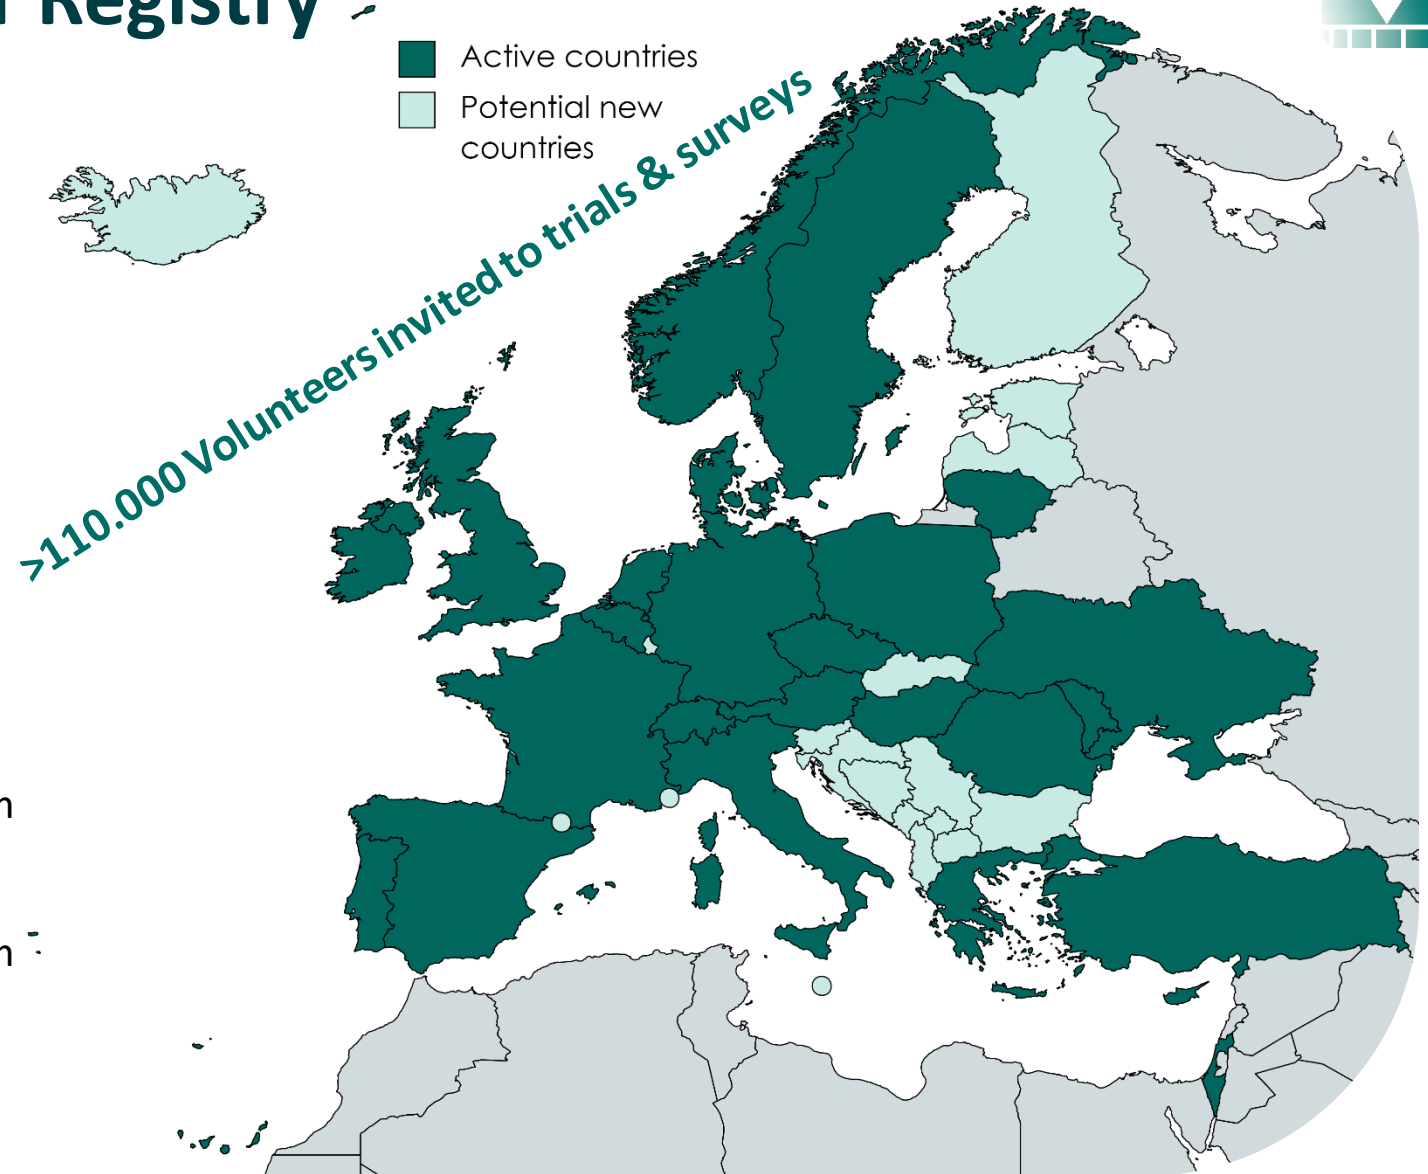 r Registry
Active countries
Potential new
countries
>110.000 Volunteers invited to trials & surveys
n
n